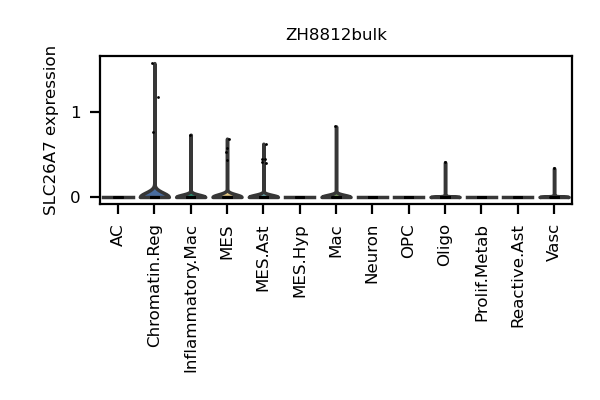 ZH8812bulk
SLC26A7 expression
1
0
AC
Chromatin.Reg
Inflammatory.Mac
MES
MES.Ast
MES.Hyp
Mac
Neuron
OPC
Oligo
Prolif.Metab
Reactive.Ast
Vasc